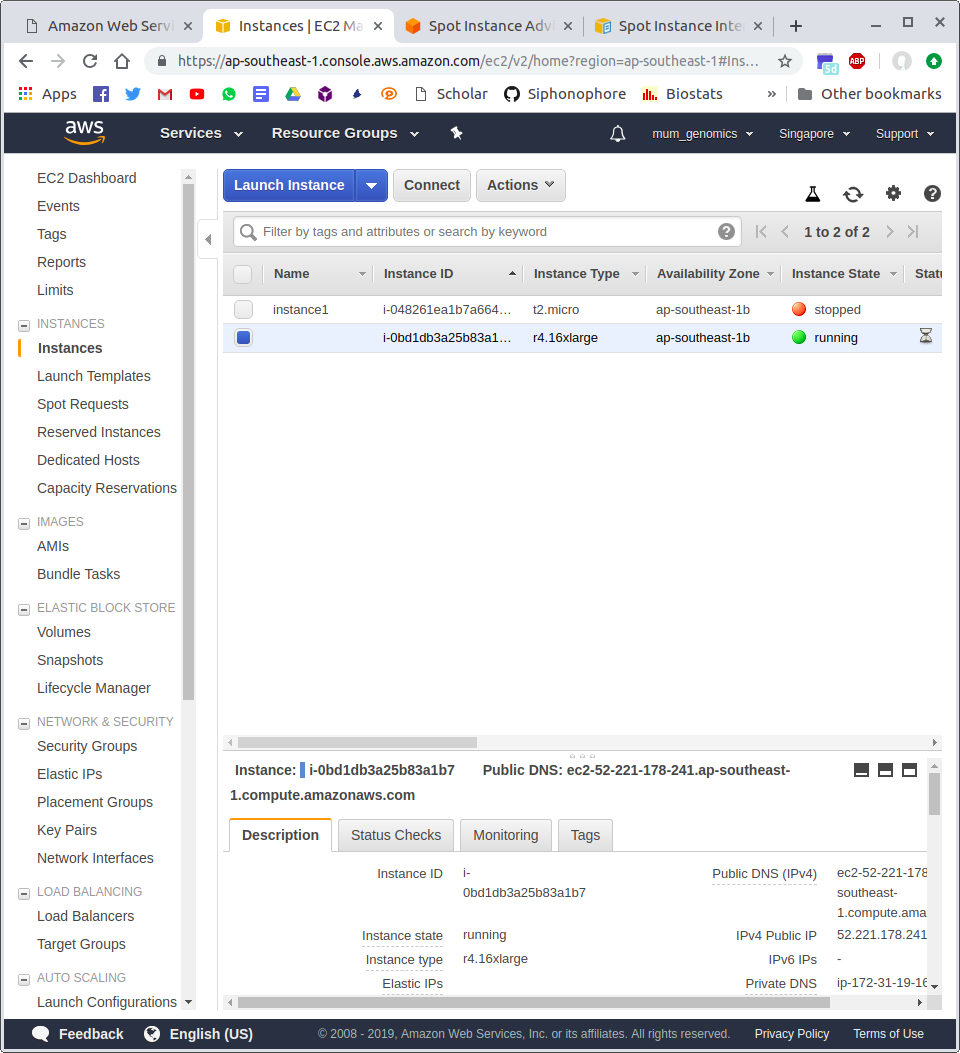 Amazon Web Servi
Instances | EC2 Ma
Spot Instance Adv
Spot Instance Inte
https://ap-southeast-1.console.aws.amazon.com/ec2/v2/home?region=ap-southeast-1#Ins...
5d
ABP
Apps
Scholar
Siphonophore
Biostats
»
Other bookmarks
aws
Services
Resource Groups
mum_genomics
Singapore
Support
EC2 Dashboard
Events
Tags
Reports
Limits
INSTANCES
Instances
Launch Templates
Spot Requests
Reserved Instances
Dedicated Hosts
Capacity Reservations
IMAGES
AMIs
Bundle Tasks
ELASTIC BLOCK STORE
Volumes
Snapshots
Lifecycle Manager
NETWORK & SECURITY
Security Groups
Elastic IPs
Placement Groups
Key Pairs
Network Interfaces
LOAD BALANCING
Load Balancers
Target Groups
AUTO SCALING
Launch Configurations
Launch Instance
Connect
Actions
Filter by tags and attributes or search by keyword
1 to 2 of 2
Name Instance ID Instance Type Availability Zone Instance State Statu
instance1 i-048261ea1b7a664... t2.micro ap-southeast-1b stopped
i-0bd1db3a25b83a1... r4.16xlarge ap-southeast-1b running
Instance: i-0bd1db3a25b83a1b7 Public DNS: ec2-52-221-178-241.ap-southeast-
1.compute.amazonaws.com
Description Status Checks Monitoring Tags
Instance ID i-
0bd1db3a25b83a1b7
Instance state running
Instance type r4.16xlarge
Elastic IPs
Public DNS (IPv4) ec2-52-221-178
southeast-
1.compute.ama
IPv4 Public IP 52.221.178.241
IPv6 IPs -
Private DNS ip-172-31-19-16
Feedback
English (US)
© 2008 - 2019, Amazon Web Services, Inc. or its affiliates. All rights reserved.
Privacy Policy
Terms of Use